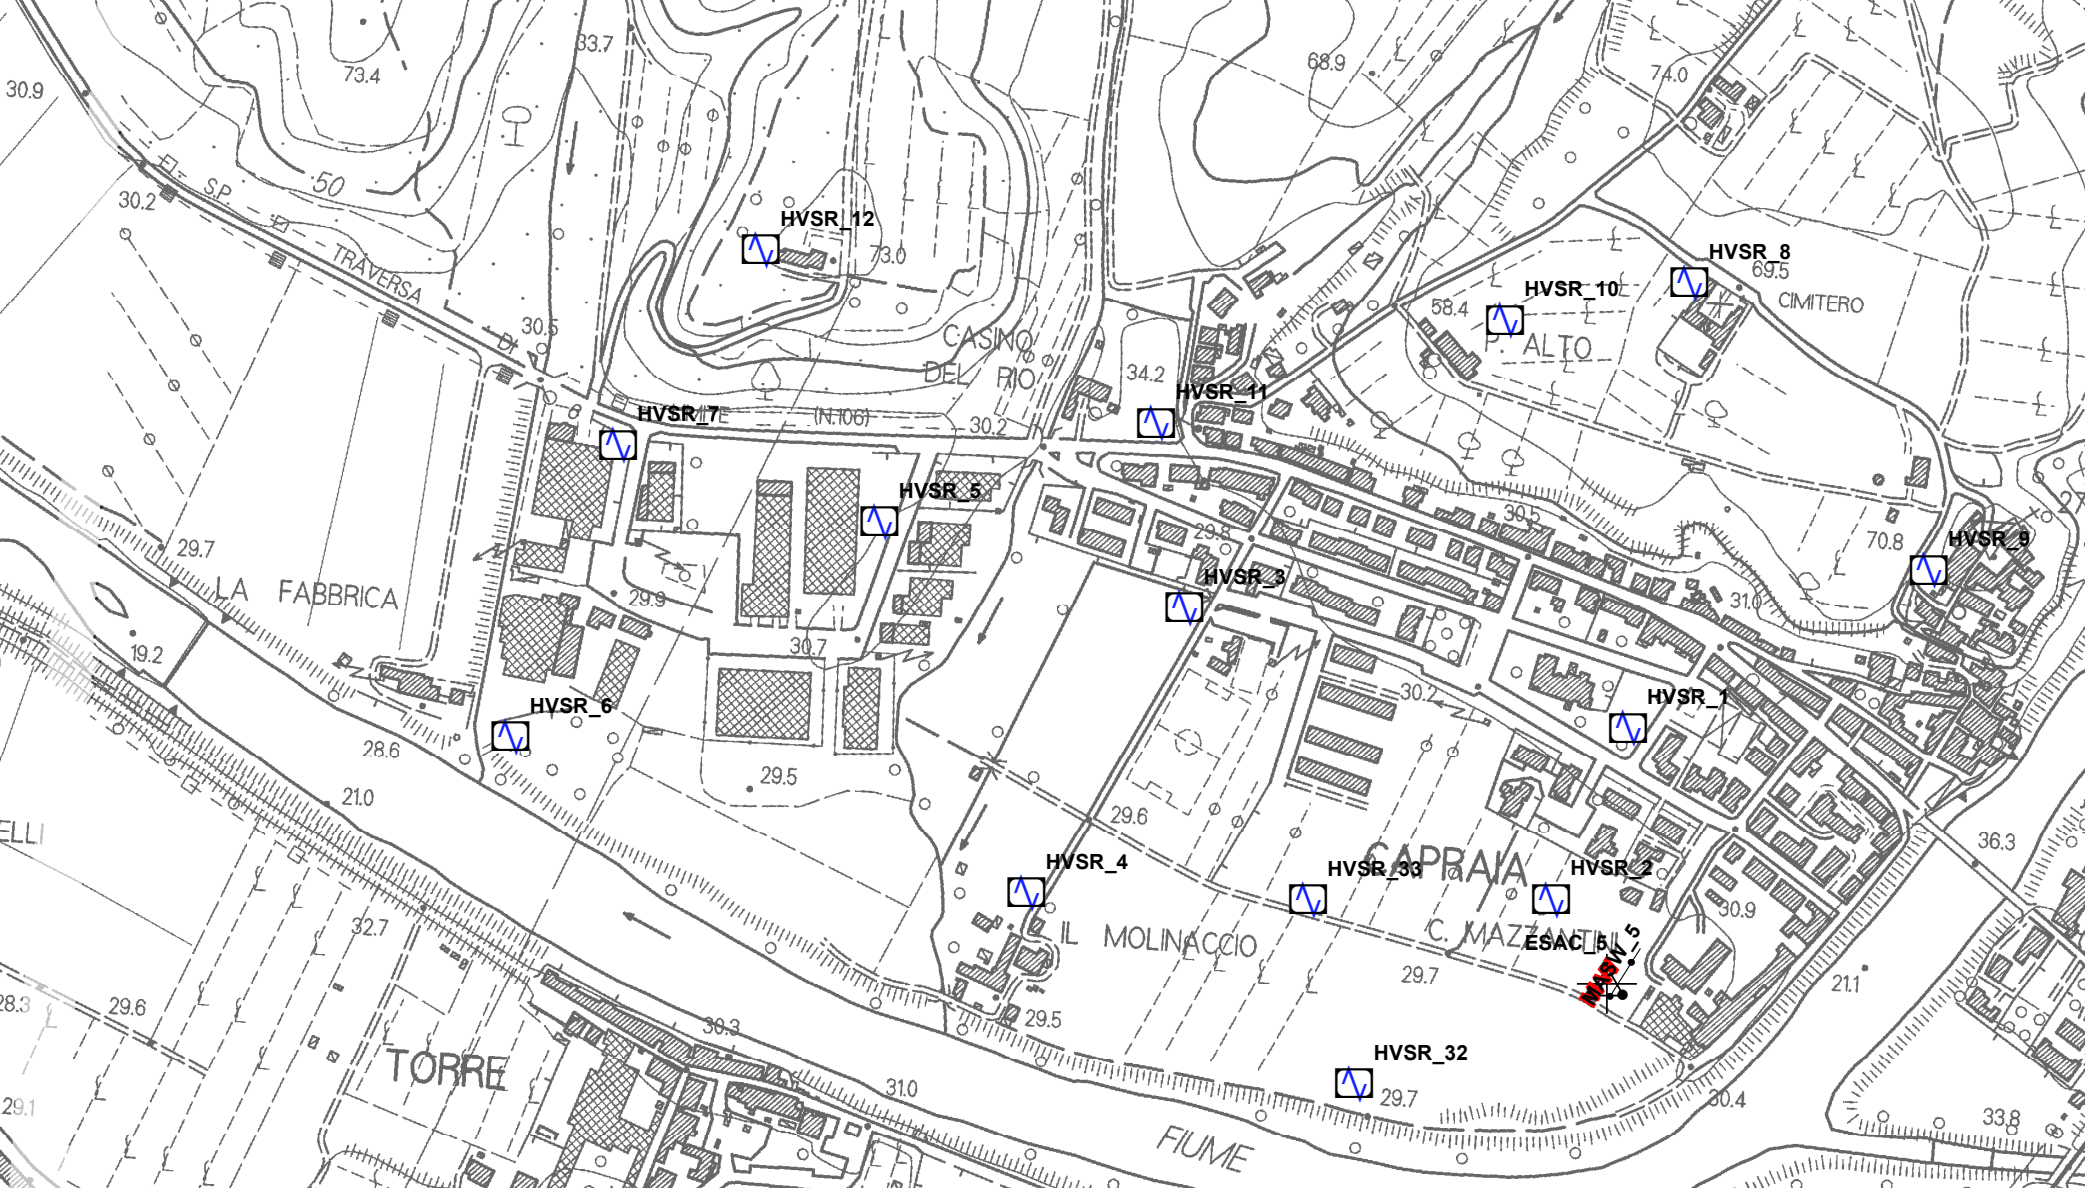 73.4
33.7
68.9
74.0
30.9
30.2
S.P.
50
TRAVERSA
DI
HVSR_12
73.0
HVSR_8
69.5
CIMITERO
HVSR_10
58.4
P. ALTO
30.5
CASINO
DEL RIO
34.2
HVSR_11
HVSR_7
(N.106)
30.2
HVSR_5
30.5
29.8
70.8
HVSR_9
29.7
LA FABBRICA
29.9
HVSR_3
31.0
19.2
30.7
30.2
HVSR_1
HVSR_6
28.6
29.5
21.0
ELLI
29.6
36.3
HVSR_4
HVSR_33
CAPRAIA
HVSR_2
30.9
32.7
IL MOLINACCIO
C. MAZZANTINI
ESAC_5
MASW_5
29.7
21.1
28.3
29.6
30.3
29.5
TORRE
HVSR_32
31.0
29.7
30.4
29.1
33.8
FIUME